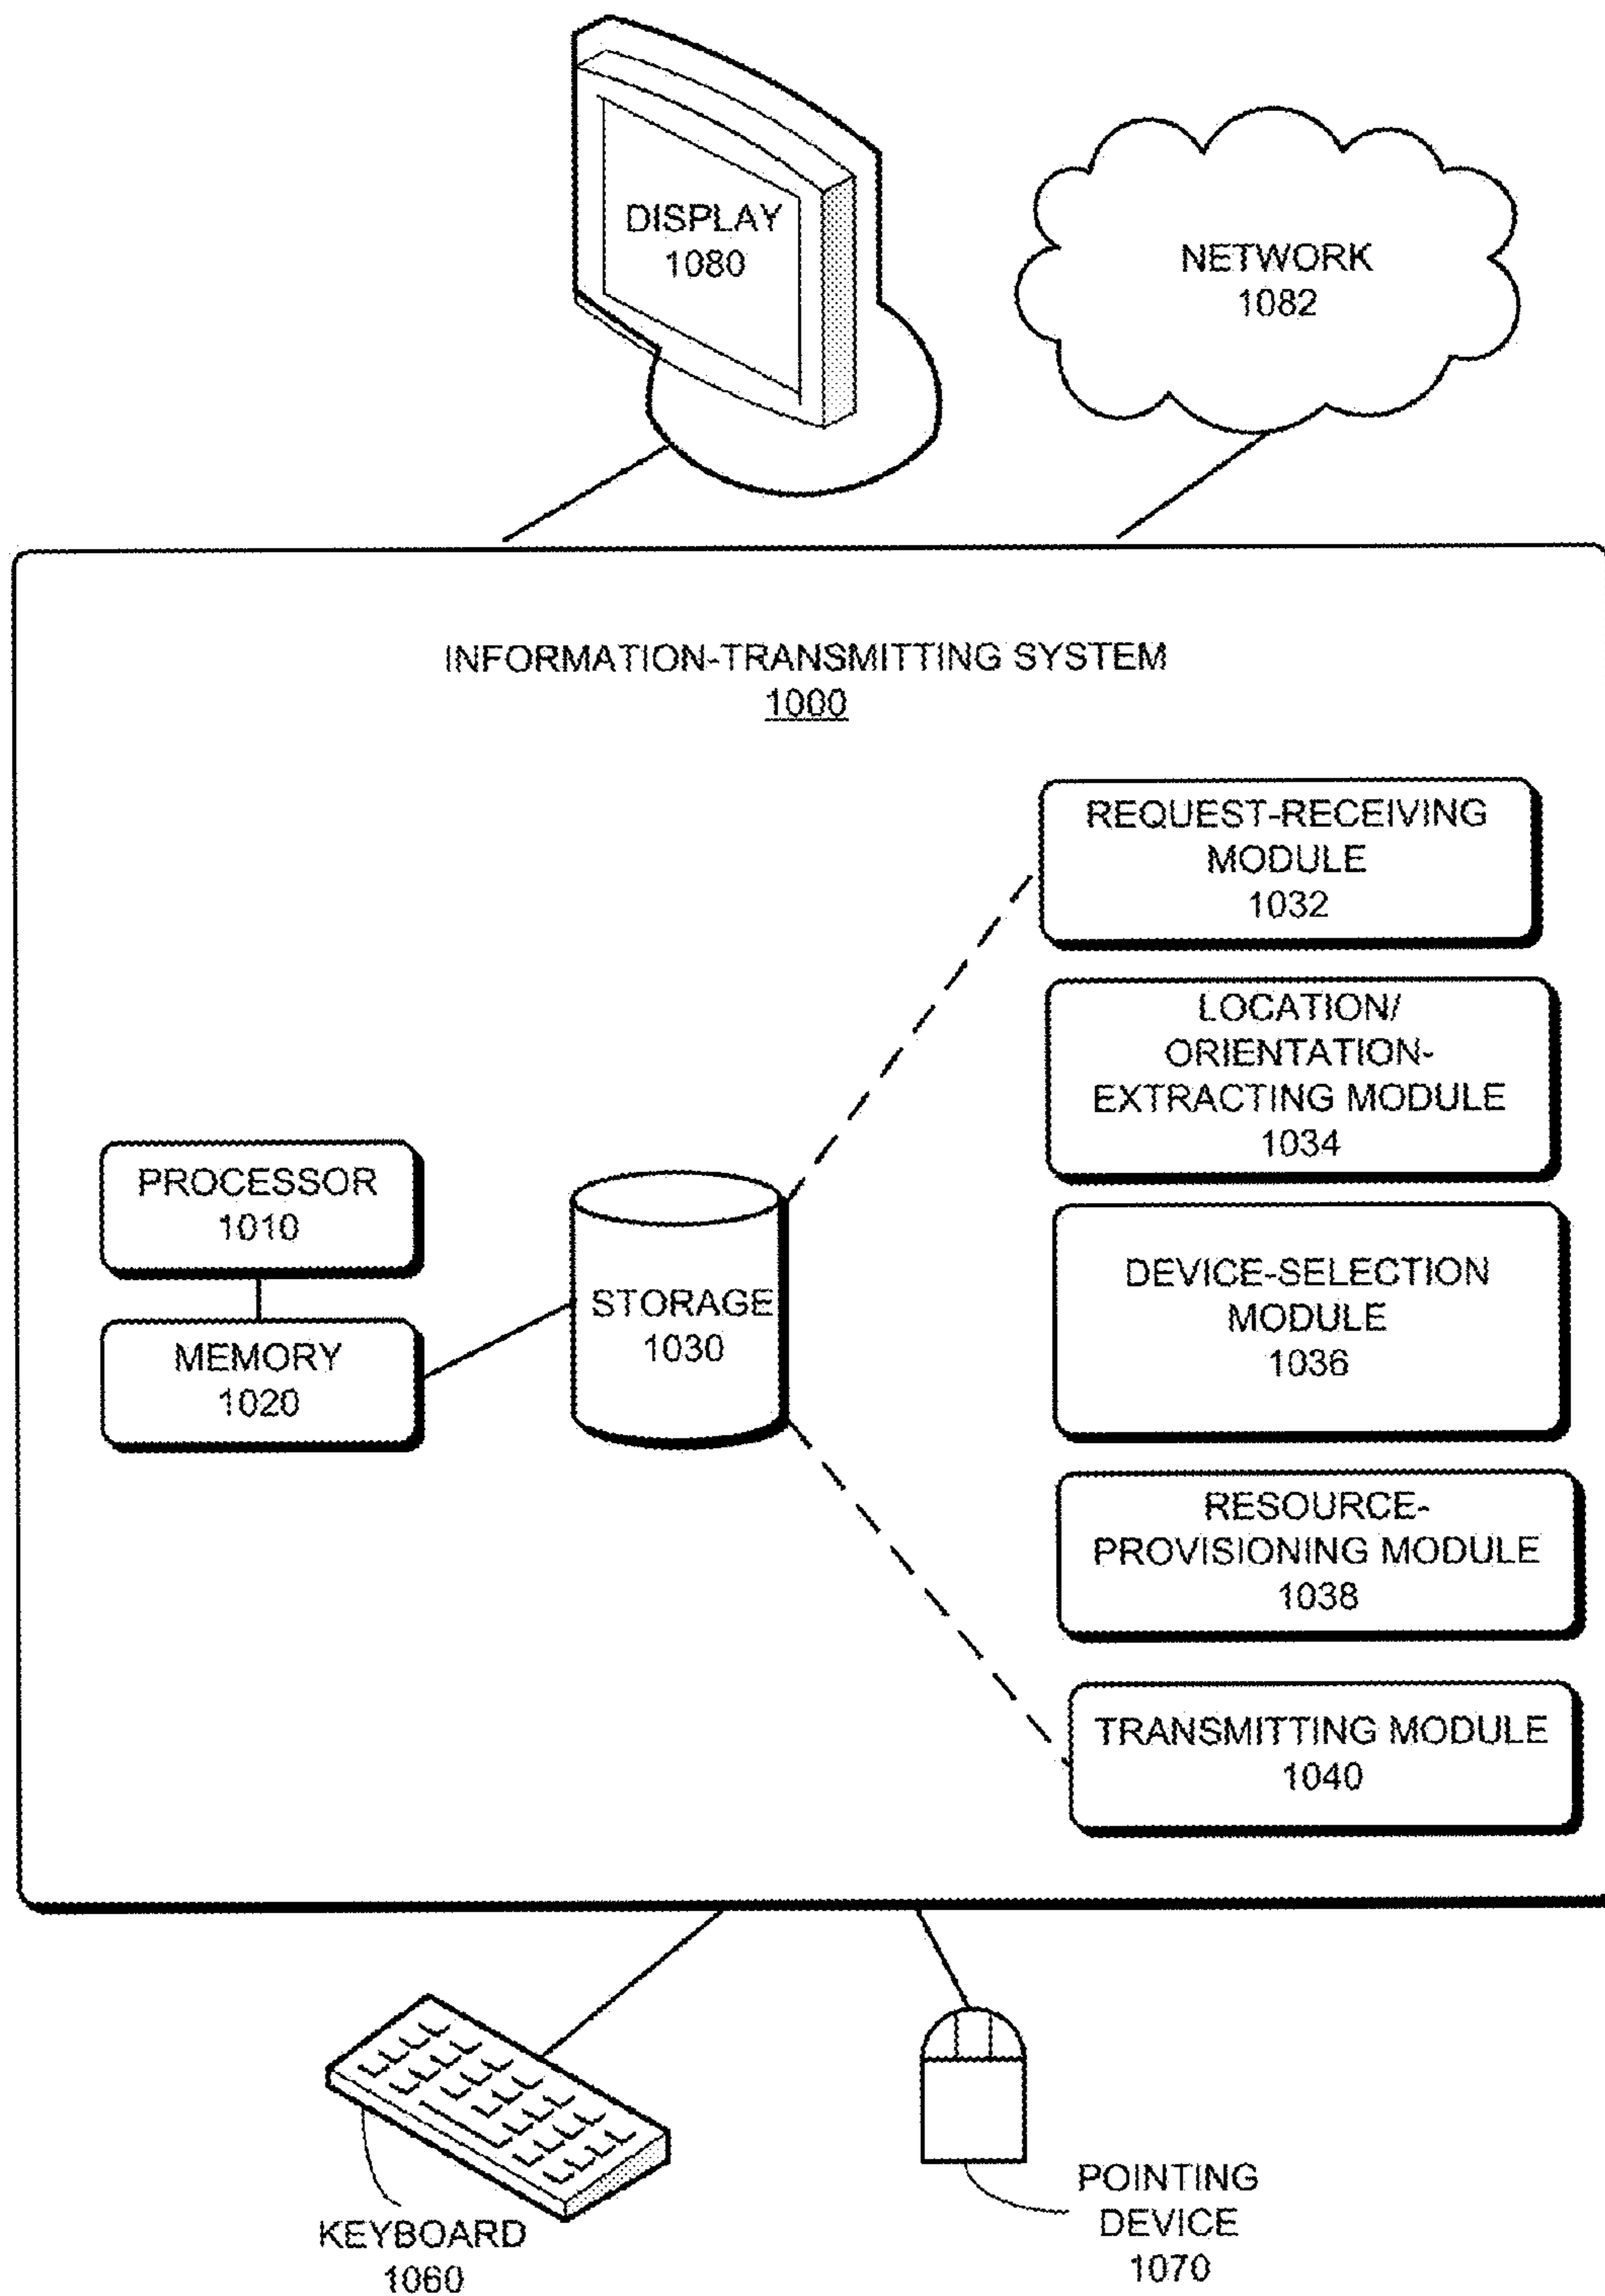 DISPLAY
1080
NETWORK
1082
INFORMATION-TRANSMITTING SYSTEM
1000
REQUEST-RECEIVING
MODULE
1032
LOCATION/
ORIENTATION-
EXTRACTING MODULE
1034
PROCESSOR
1010
MEMORY
1020
STORAGE
1030
DEVICE-SELECTION
MODULE
1036
RESOURCE-
PROVISIONING MODULE
1038
TRANSMITTING MODULE
1040
KEYBOARD
1060
POINTING
DEVICE
1070